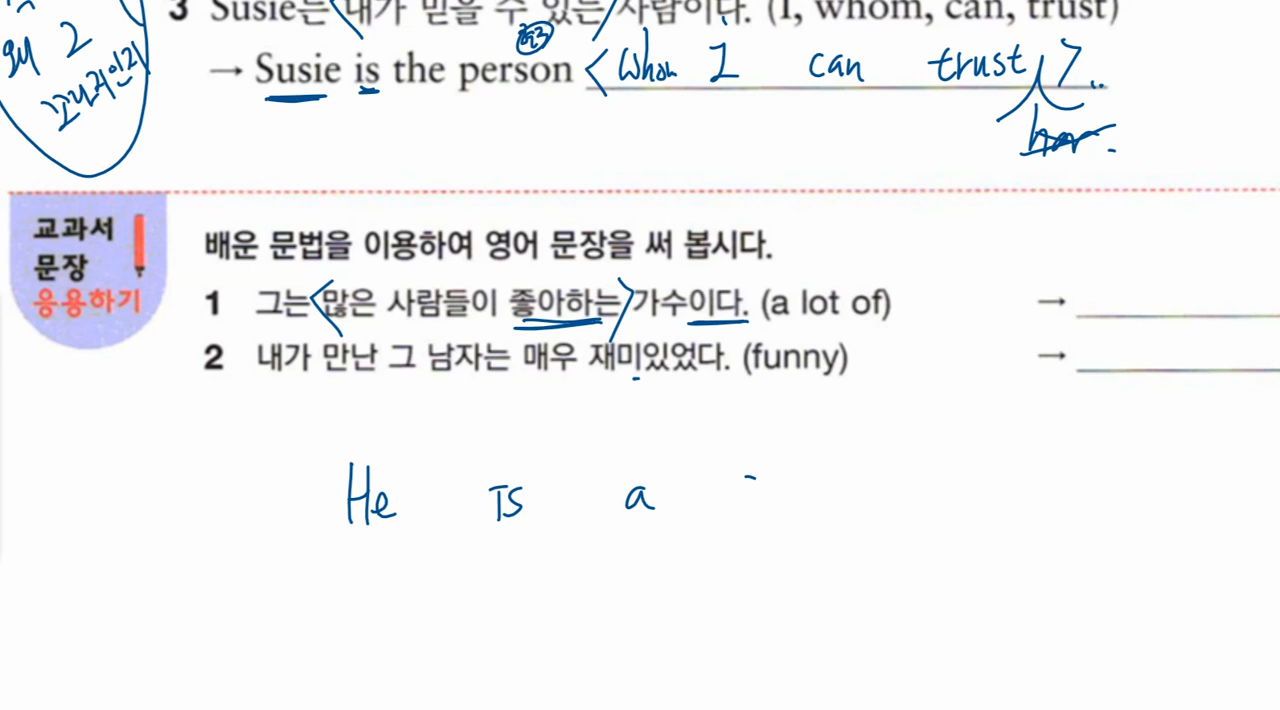 3 Susie는 내가 믿을 수 있는 사람이다. (I, whom, can, trust)
→ Susie is the person <whom I can trust>.
her.
교과서
문장
응용하기
배운 문법을 이용하여 영어 문장을 써 봅시다.
1 그는 <많은 사람들이 좋아하는> 가수이다. (a lot of) →
2 내가 만난 그 남자는 매우 재미있었다. (funny) →
He is a